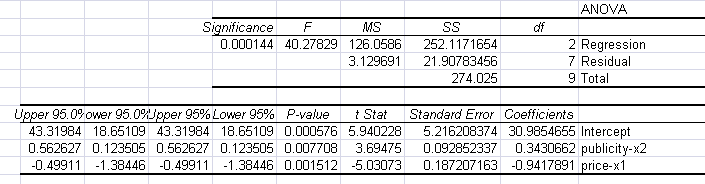 ANOVA
Significance F MS SS df
0.000144 40.27829 126.0586 252.1171654 2 Regression
3.129691 21.90783456 7 Residual
274.025 9 Total
Upper 95.0% ower 95.0% Upper 95% Lower 95% P-value t Stat Standard Error Coefficients
43.31984 18.65109 43.31984 18.65109 0.000576 5.940228 5.216208374 30.9854655 Intercept
0.562627 0.123505 0.562627 0.123505 0.007708 3.69475 0.092852337 0.3430662 publicity-x2
-0.49911 -1.38446 -0.49911 -1.38446 0.001512 -5.03073 0.187207163 -0.9417891 price-x1